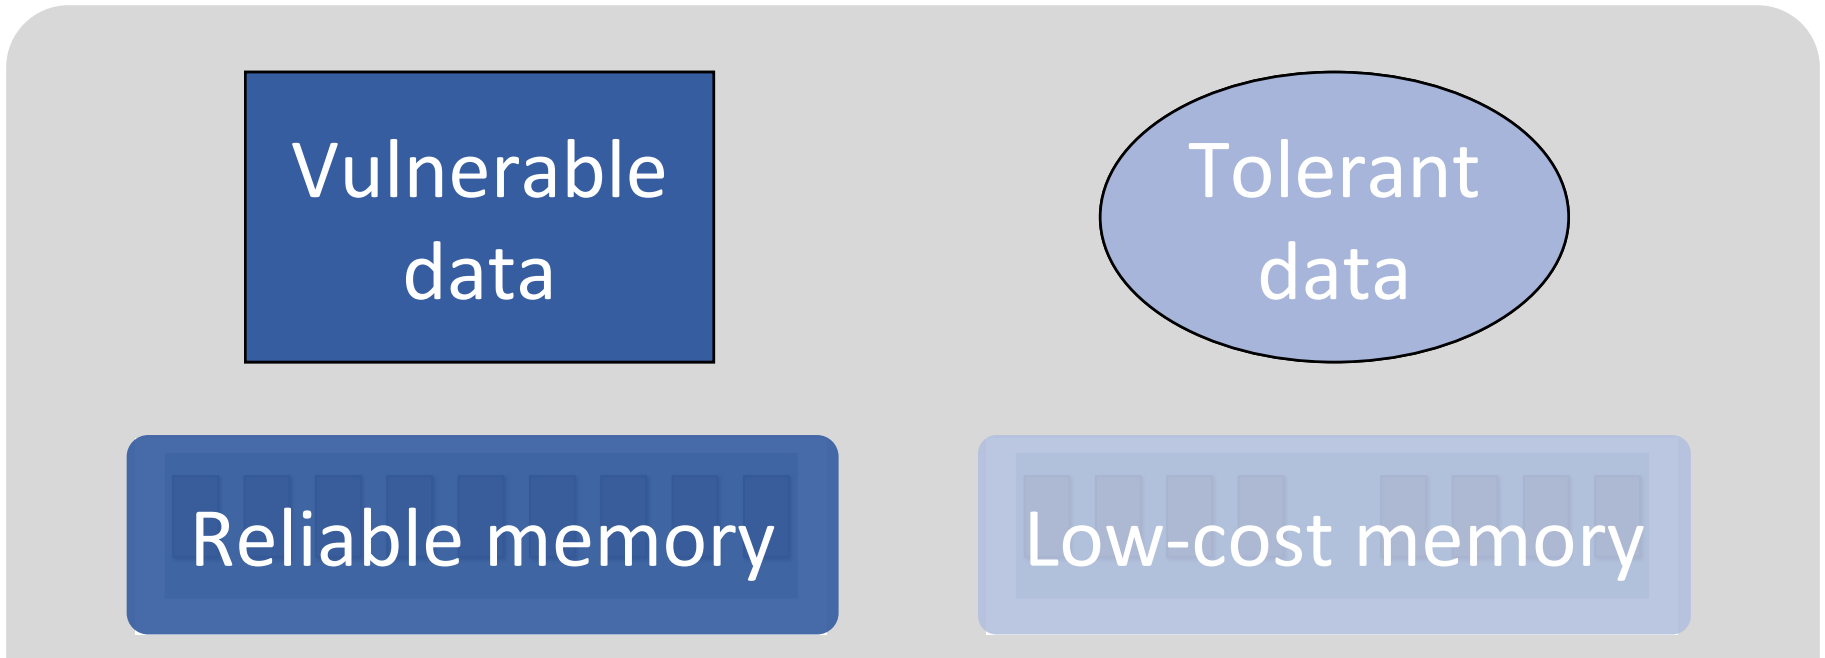 Vulnerable
data
Tolerant
data
Reliable memory
Low-cost memory